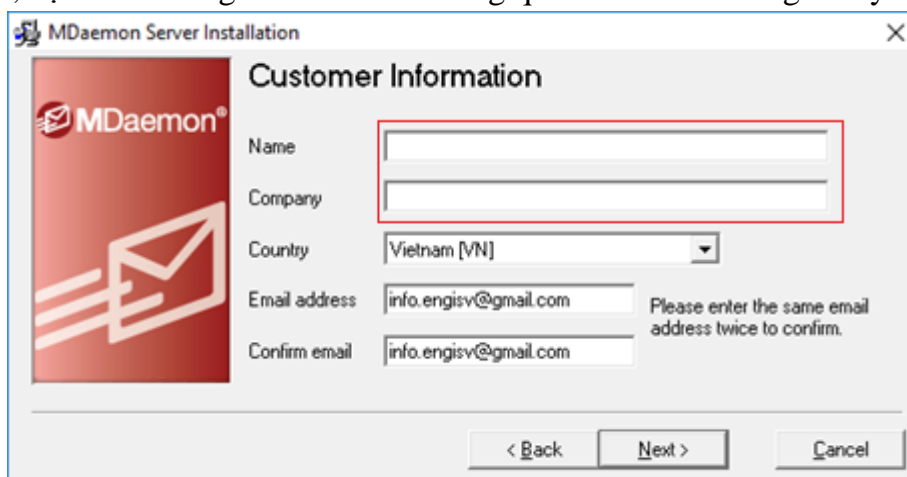 MDaemon Server Installation
Customer Information
MDaemon®
Name
Company
Country
Vietnam [VN]
Email address
info.engisv@gmail.com
Please enter the same email
address twice to confirm.
Confirm email
info.engisv@gmail.com
< Back
Next >
Cancel